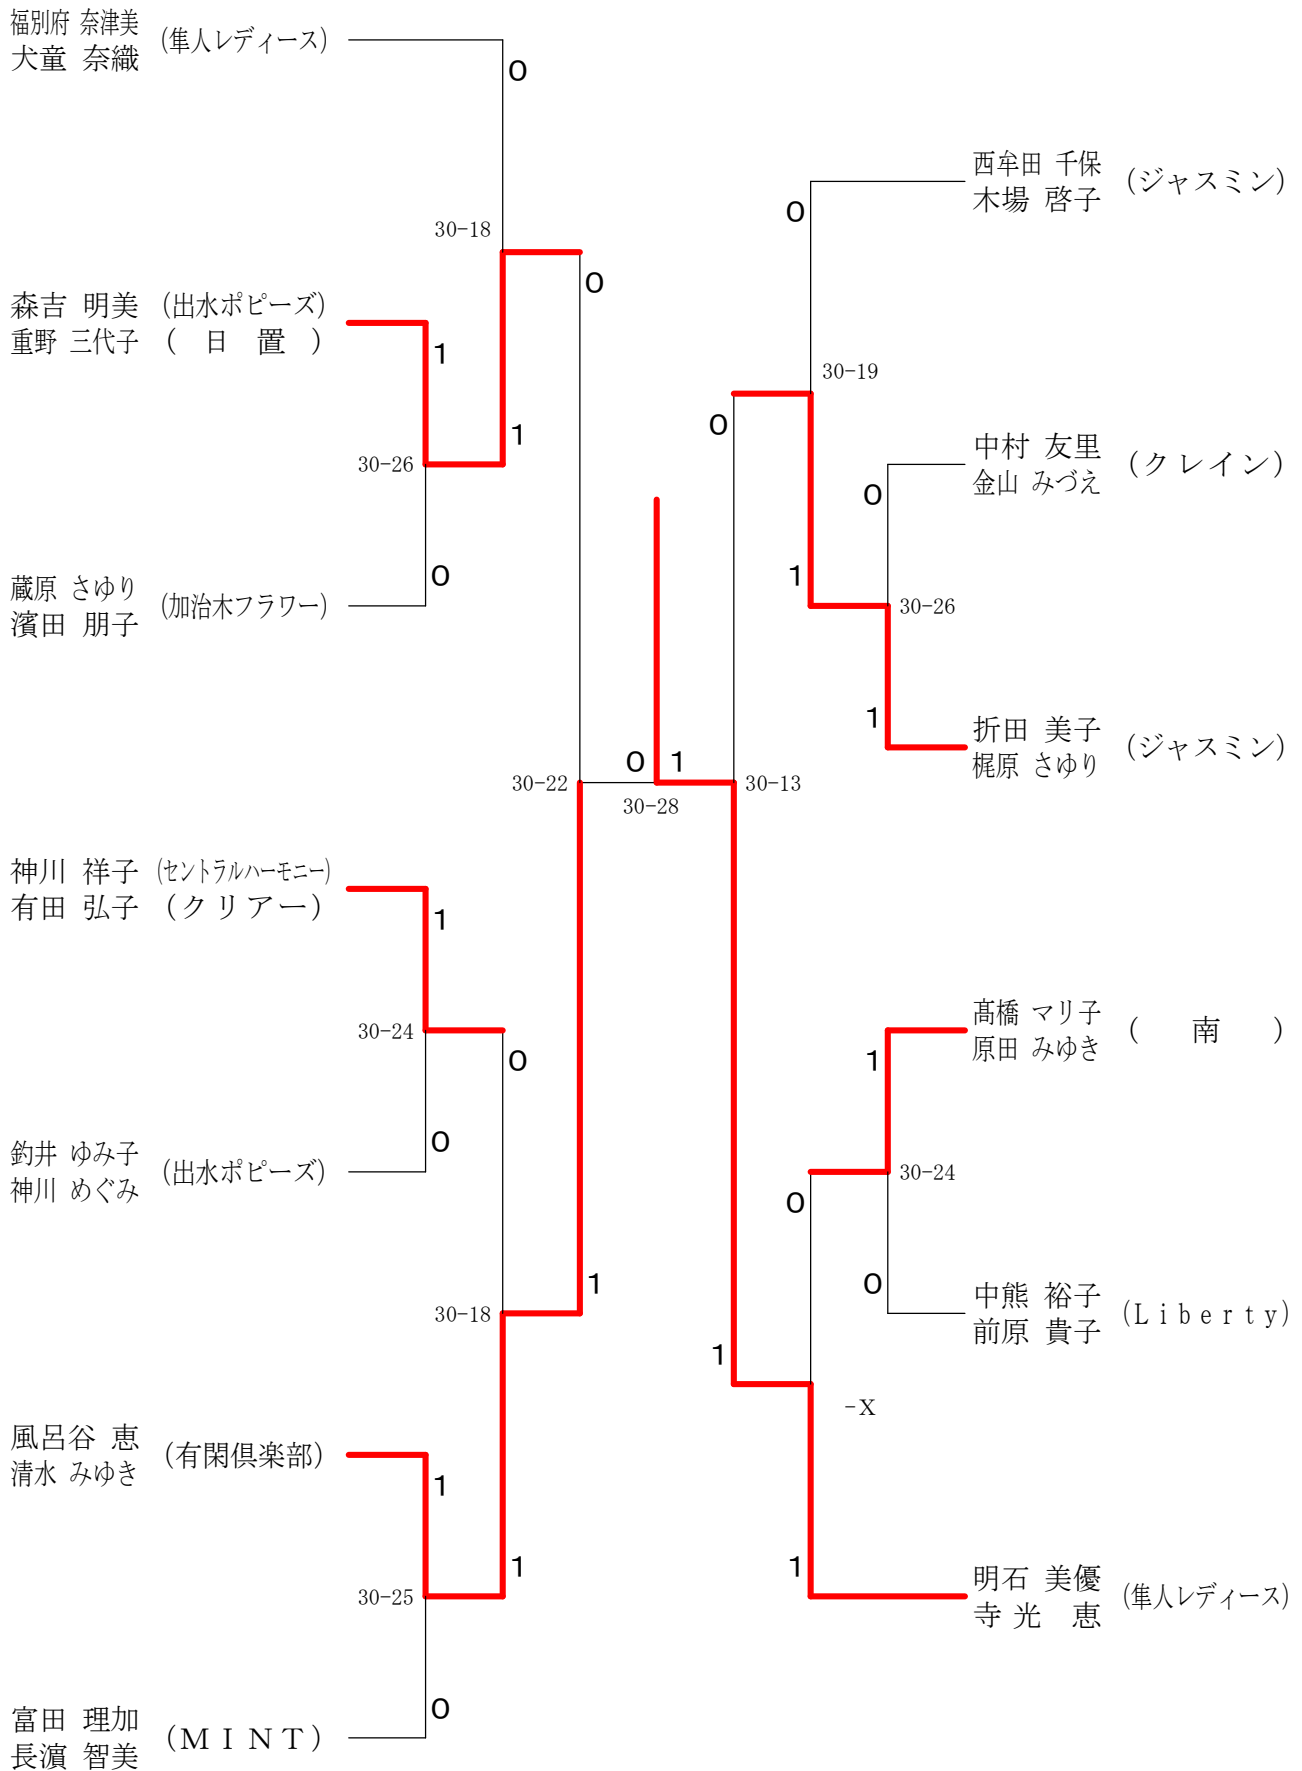 福別府 奈津美
犬童 奈織
(隼人レディース)
0
30-18
森吉 明美 (出水ポピーズ)
重野 三代子 ( 日 置 )
1
0
1
30-26
蔵原 さゆり
濱田 朋子
(加治木フラワー)
0
30-22
0
1
30-28
神川 祥子 (セントラルハーモニー)
有田 弘子 (クリアー)
1
30-24
0
釣井 ゆみ子
神川 めぐみ
(出水ポピーズ)
0
1
30-18
風呂谷 恵
清水 みゆき
(有閑倶楽部)
1
1
30-25
富田 理加
長濵 智美
(MINT)
0
西牟田 千保
木場 啓子
(ジャスミン)
0
30-19
0
中村 友里
金山 みづえ
(クレイン)
0
1
30-26
折田 美子
梶原 さゆり
(ジャスミン)
1
30-13
髙橋 マリ子
原田 みゆき
( 南 )
1
30-24
0
中熊 裕子
前原 貴子
(Liberty)
0
1
-X
明石 美優
寺光 恵
(隼人レディース)
1